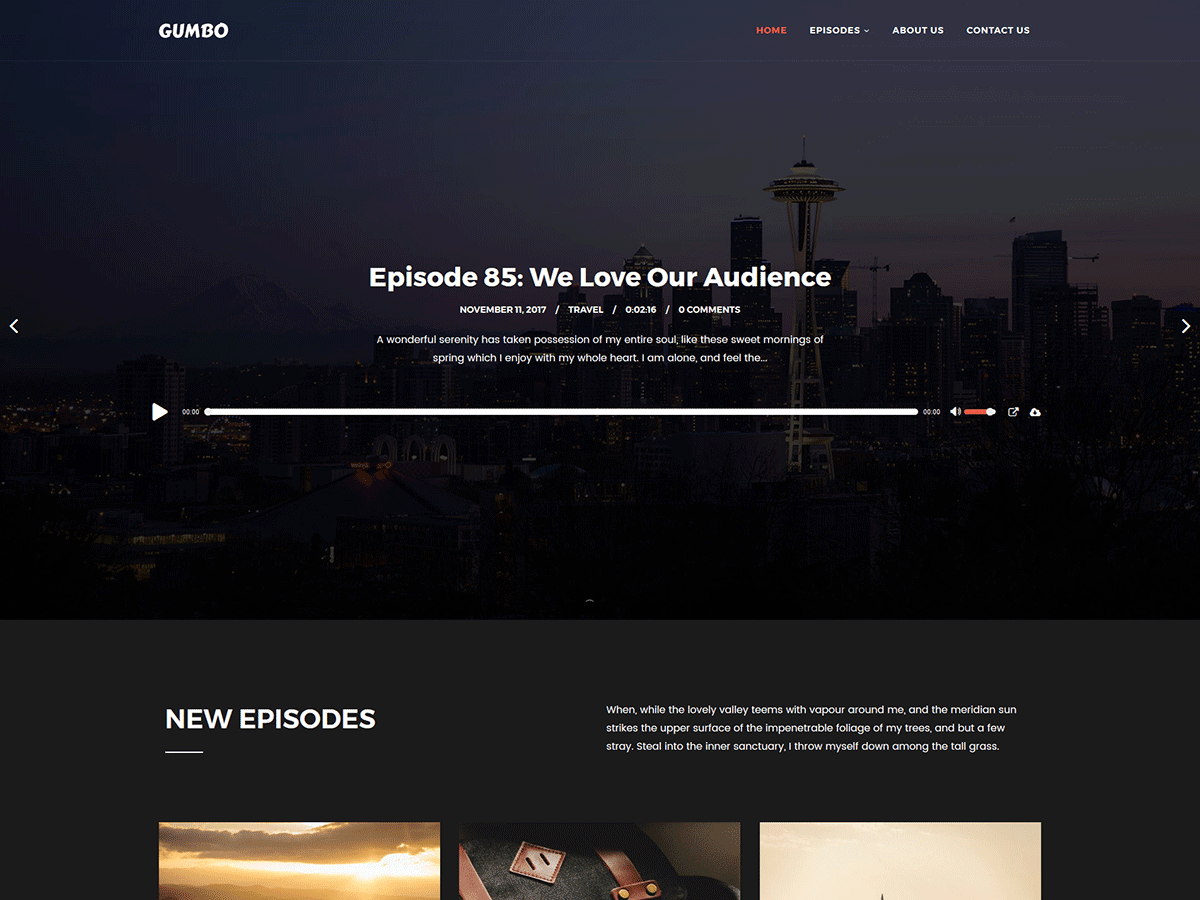 GUMBO
HOME EPISODES ABOUT US CONTACT US
Episode 85: We Love Our Audience
NOVEMBER 11, 2017 / TRAVEL / 0:02:16 / 0 COMMENTS
A wonderful serenity has taken possession of my entire soul, like these sweet mornings of
spring which I enjoy with my whole heart. I am alone, and feel the...
00:00 00:00
NEW EPISODES
When, while the lovely valley teems with vapour around me, and the meridian sun
strikes the upper surface of the impenetrable foliage of my trees, and but a few
stray. Steal into the inner sanctuary, I throw myself down among the tall grass.